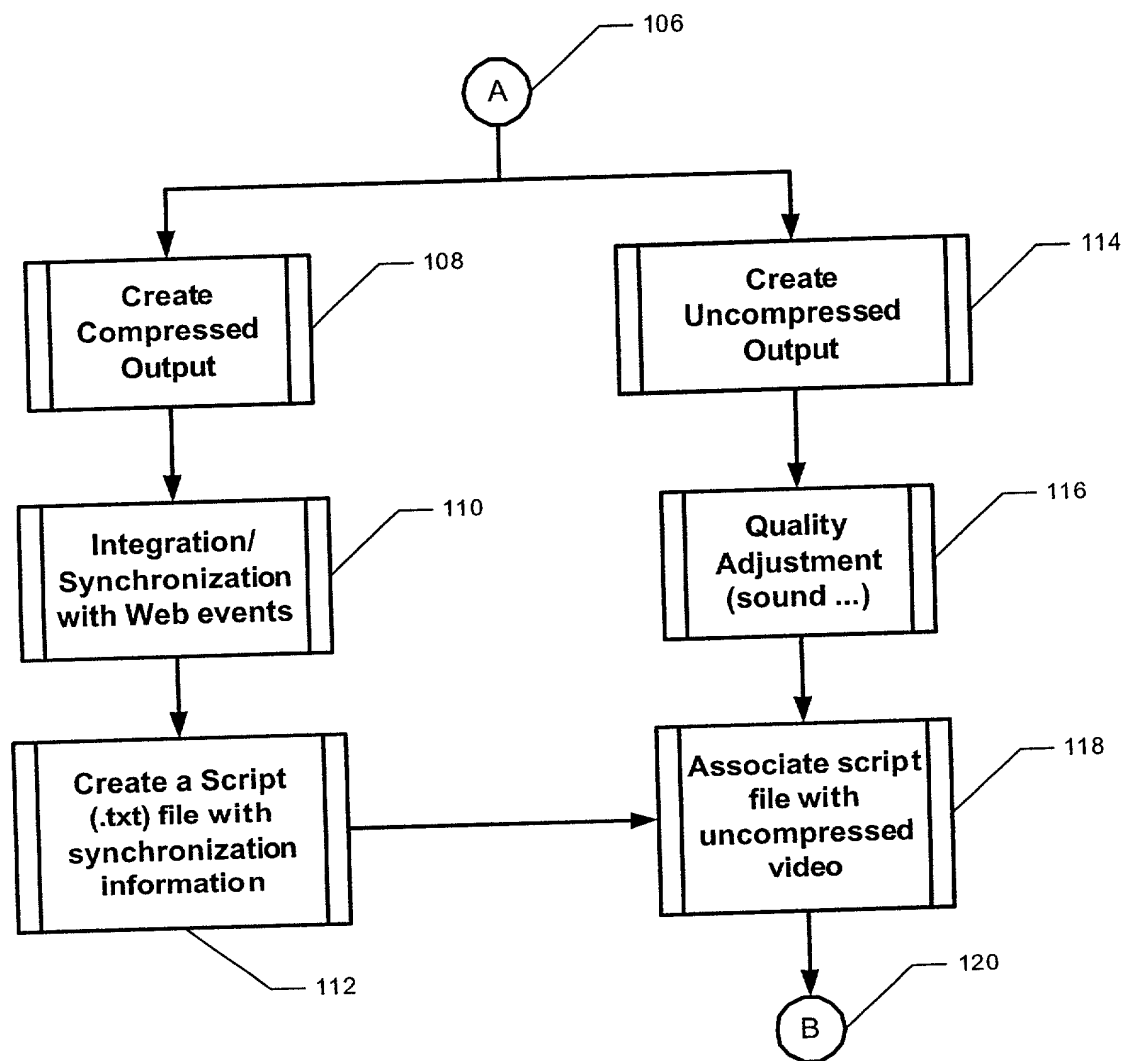 106
A
Create
Compressed
Output
108
Create
Uncompressed
Output
114
Integration/
Synchronization
with Web events
110
Quality
Adjustment
(sound ...)
116
Create a Script
(.txt) file with
synchronization
information
112
Associate script
file with
uncompressed
video
118
B
120